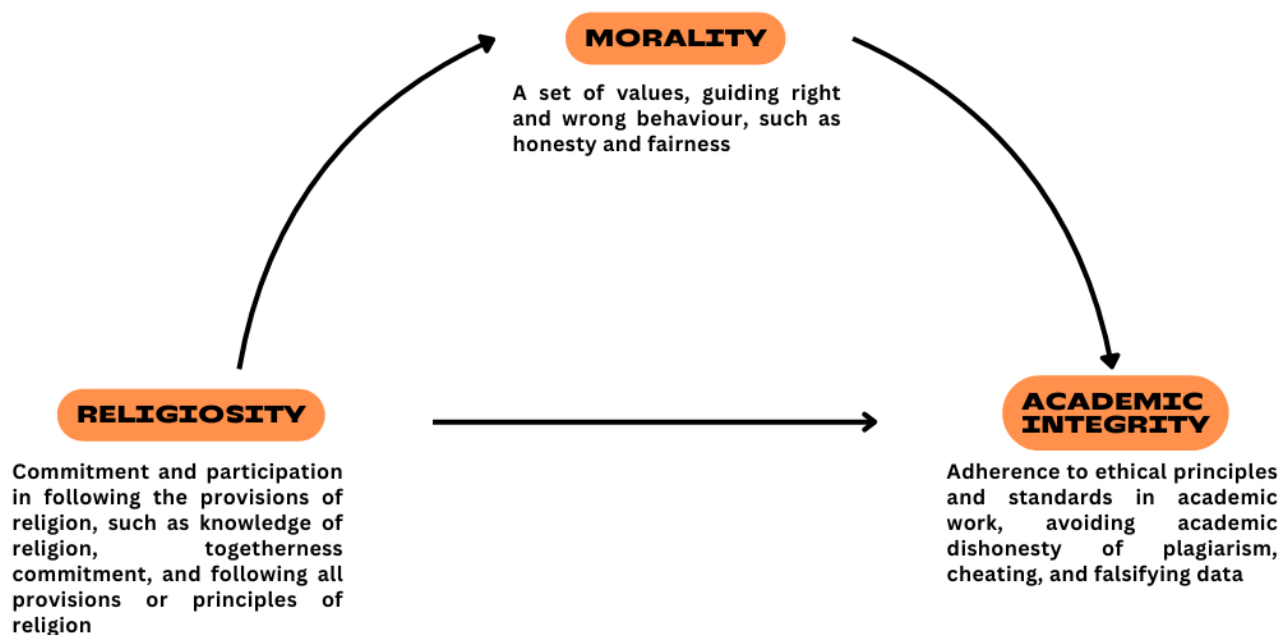 MORALITY
A set of values, guiding right
and wrong behaviour, such as
honesty and fairness
RELIGIOSITY
Commitment and participation
in following the provisions of
religion, such as knowledge of
religion, togetherness
commitment, and following all
provisions or principles of
religion
ACADEMIC
INTEGRITY
Adherence to ethical principles
and standards in academic
work, avoiding academic
dishonesty of plagiarism,
cheating, and falsifying data